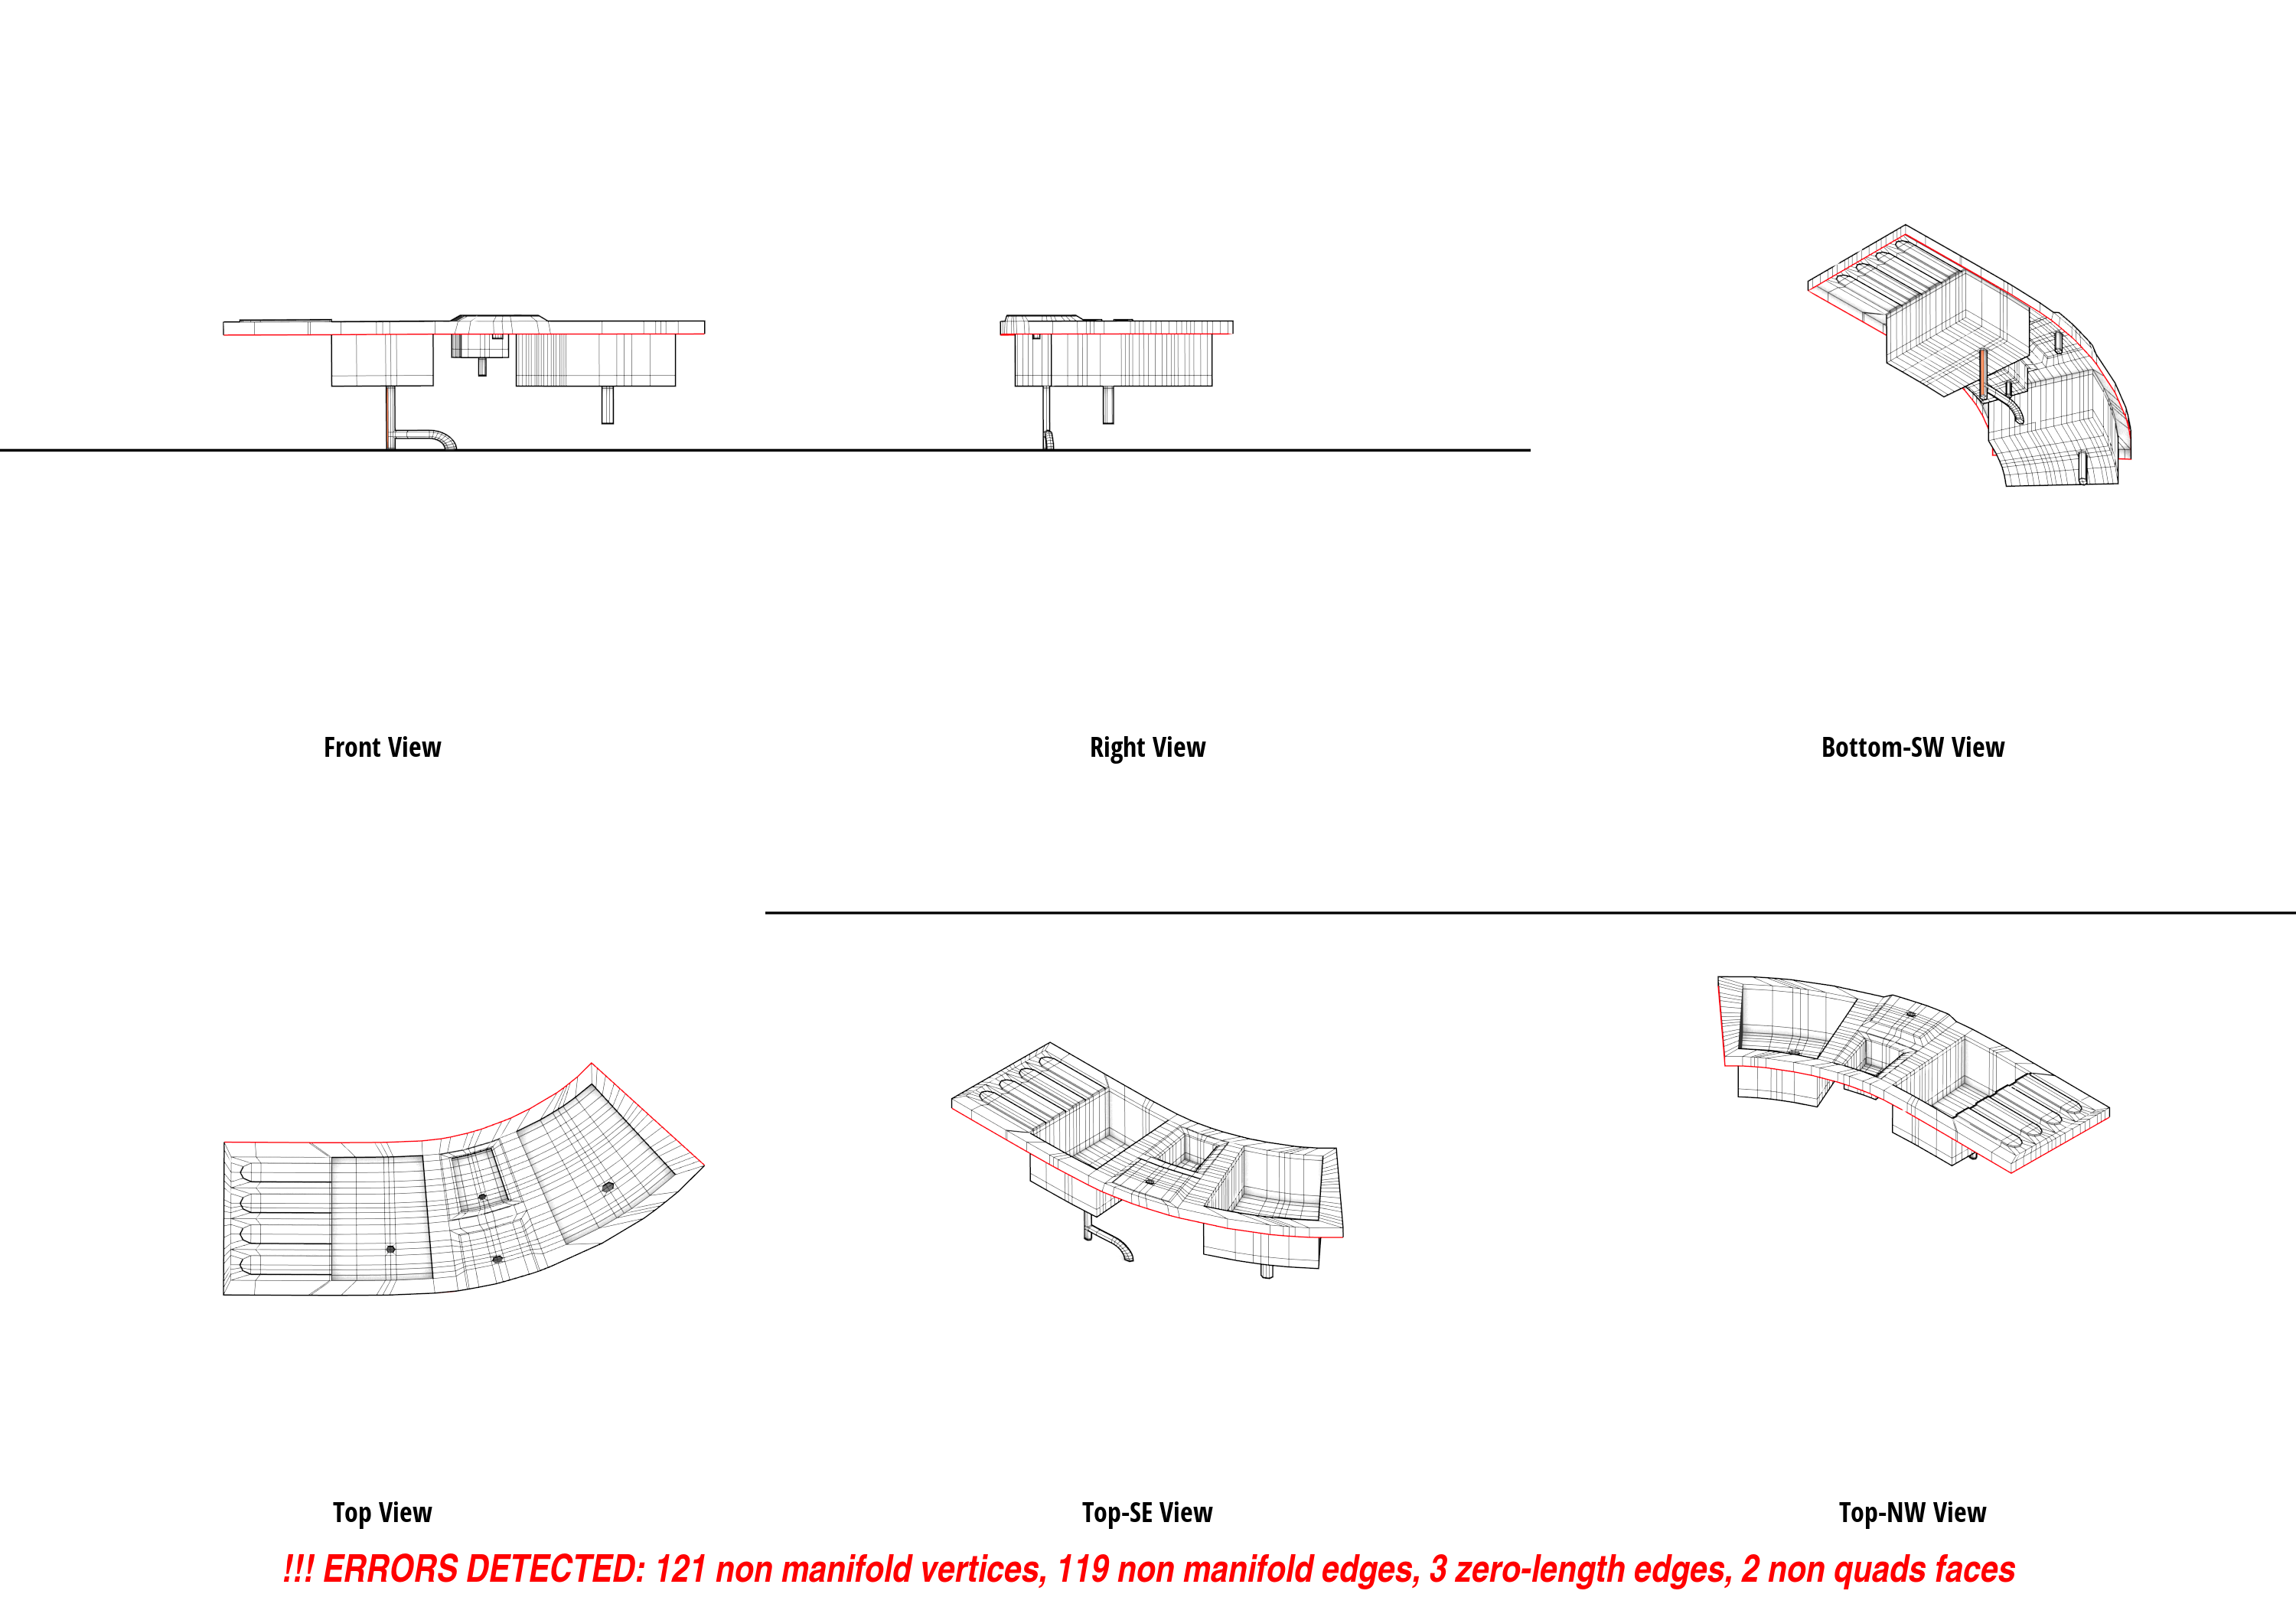 Front View
Right View
Bottom-SW View
Top View
Top-SE View
Top-NW View
!!! ERRORS DETECTED: 121 non manifold vertices, 119 non manifold edges, 3 zero-length edges, 2 non quads faces